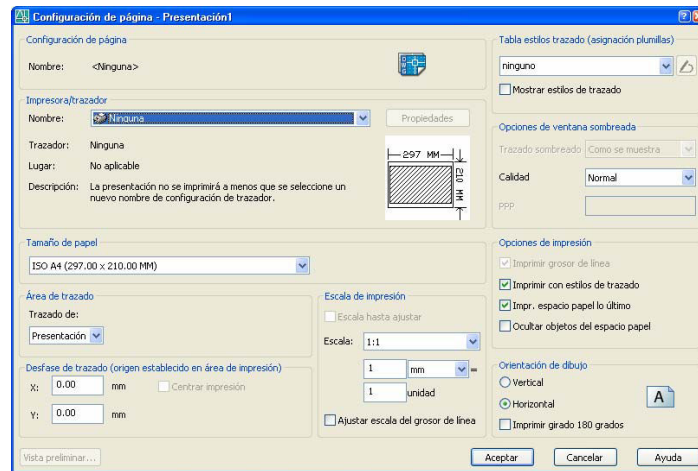 Configuración de página - Presentación1
Configuración de página
Nombre: <Ninguna>
DWG
Impresora/trazador
Nombre: Ninguna
Propiedades
Trazador: Ninguna
Lugar: No aplicable
Descripción: La presentación no se imprimirá a menos que se seleccione un
nuevo nombre de configuración de trazador.
297 MM
210 MM
Tamaño de papel
ISO A4 (297.00 x 210.00 MM)
Área de trazado
Trazado de:
Presentación
Desfase de trazado (origen establecido en área de impresión)
X: 0.00 mm
Centrar impresión
Y: 0.00 mm
Escala de impresión
Escala hasta ajustar
Escala: 1:1
1 mm =
1 unidad
Ajustar escala del grosor de línea
Tabla estilos trazado (asignación plumillas)
ninguno
Mostrar estilos de trazado
Opciones de ventana sombreada
Trazado sombreado Como se muestra
Calidad Normal
PPP
Opciones de impresión
Imprimir grosor de línea
Imprimir con estilos de trazado
Impr. espacio papel lo último
Ocultar objetos del espacio papel
Orientación de dibujo
Vertical
Horizontal
Imprimir girado 180 grados
A
Vista preliminar...
Aceptar
Cancelar
Ayuda